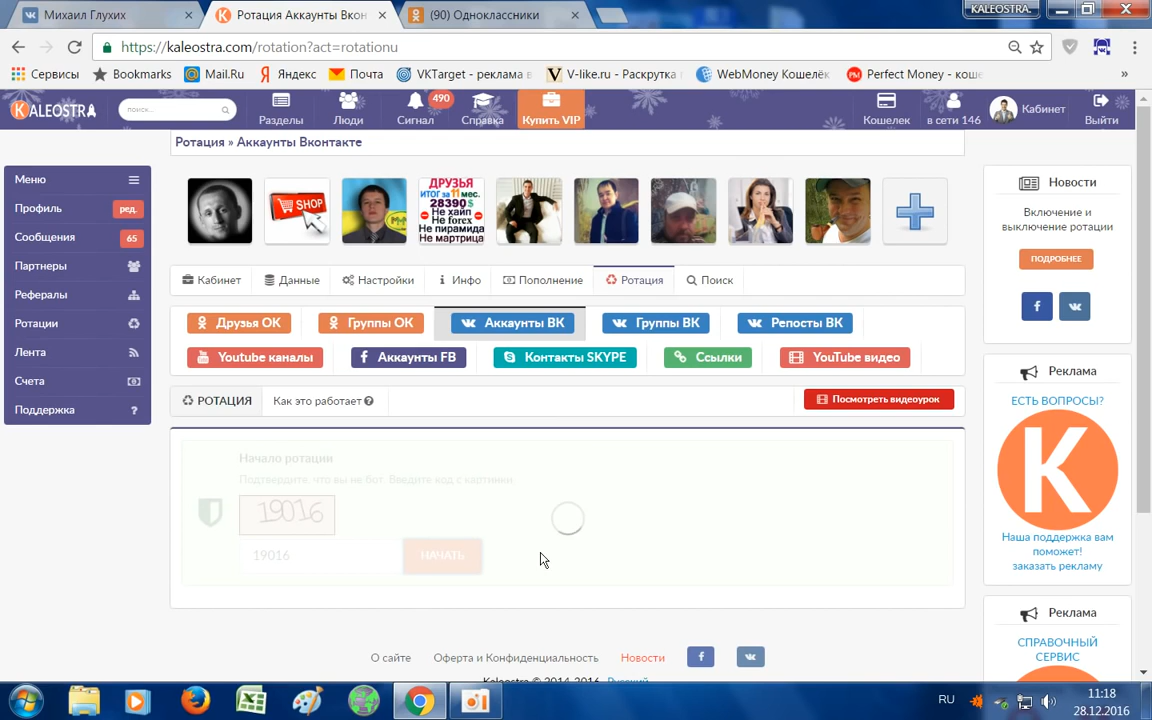 Михаил Глухих
Ротация Аккаунты Вкон
(90) Одноклассники
KALEOSTRA.
https://kaleostra.com/rotation?act=rotationu
Сервисы
Bookmarks
Mail.Ru
Яндекс
Почта
VKTarget - реклама в
V-like.ru - Раскрутка
WebMoney Кошелёк
Perfect Money - коше
»
KALEOSTRA
поиск...
Разделы
Люди
490
Сигнал
Справка
Купить VIP
Кошелек
в сети 146
Кабинет
Выйти
Ротация » Аккаунты Вконтакте
Меню
Профиль
ред.
Сообщения
65
Партнеры
Рефералы
Ротации
Лента
Счета
Поддержка
SHOP
ДРУЗЬЯ
ИТОГ за 11 мес.
28390$
Не хайп
Не forex
Не пирамида
Не матрица
Кабинет
Данные
Настройки
Инфо
Пополнение
Ротация
Поиск
Друзья ОК
Группы ОК
Аккаунты ВК
Группы ВК
Репосты ВК
Youtube каналы
Аккаунты FB
Контакты SKYPE
Ссылки
YouTube видео
РОТАЦИЯ
Как это работает
Посмотреть видеоурок
Начало ротации
Подтвердите, что вы не бот. Введите код с картинки.
19016
19016
НАЧАТЬ
Новости
Включение и
выключение ротации
ПОДРОБНЕЕ
Реклама
ЕСТЬ ВОПРОСЫ?
K
Наша поддержка вам
поможет!
заказать рекламу
Реклама
СПРАВОЧНЫЙ
СЕРВИС
О сайте
Оферта и Конфиденциальность
Новости
Kaleostra © 2014-2016
Русский
RU
11:18
28.12.2016